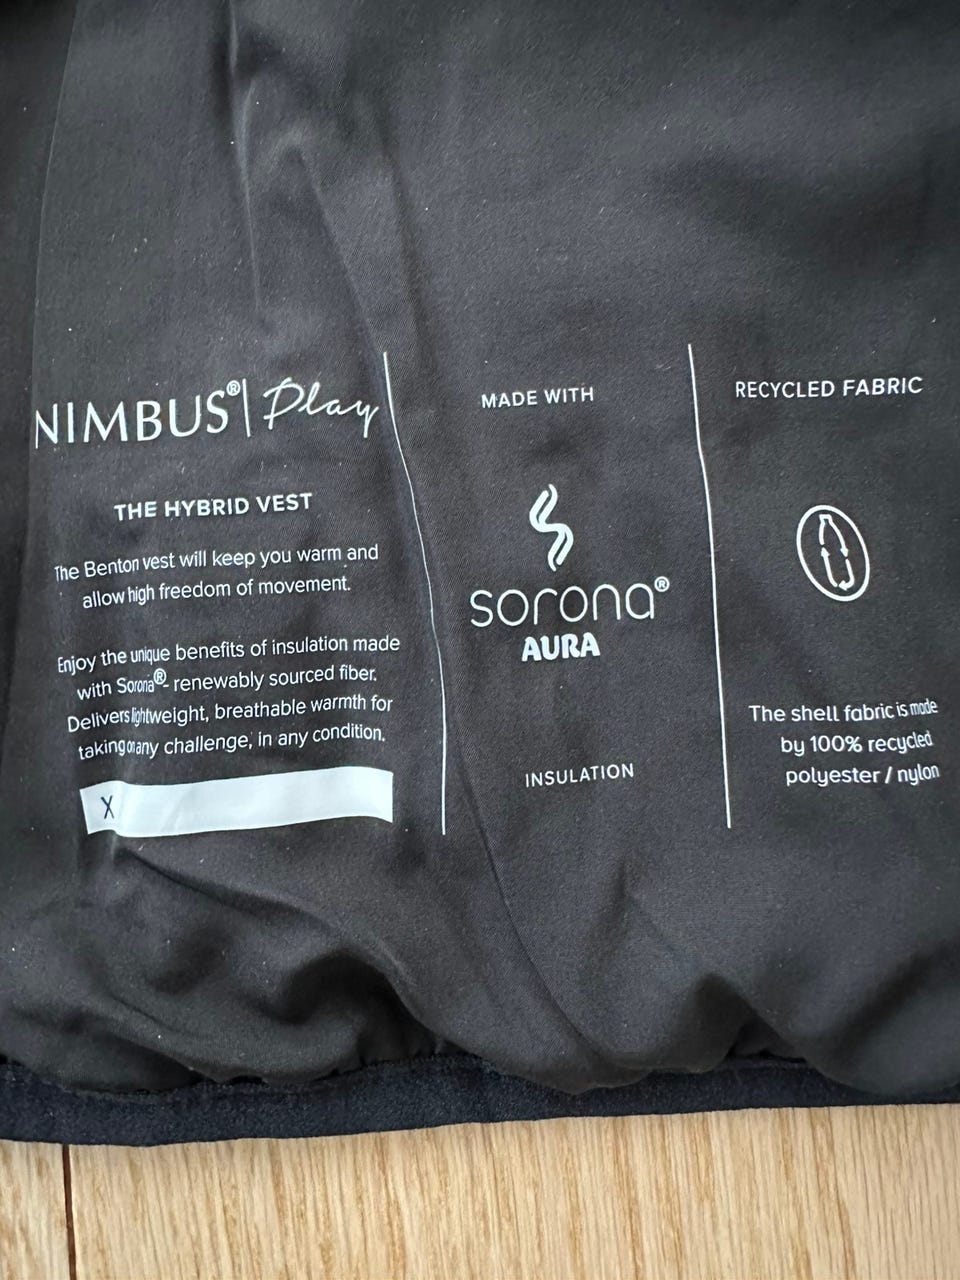 NIMBUS® | Play
THE HYBRID VEST
The Benton vest will keep you warm and
allow high freedom of movement.
Enjoy the unique benefits of insulation made
with Sorona® - renewably sourced fiber.
Delivers lightweight, breathable warmth for
taking on any challenge, in any condition.
X
MADE WITH
sorona®
AURA
INSULATION
RECYCLED FABRIC
The shell fabric is made
by 100% recycled
polyester / nylon